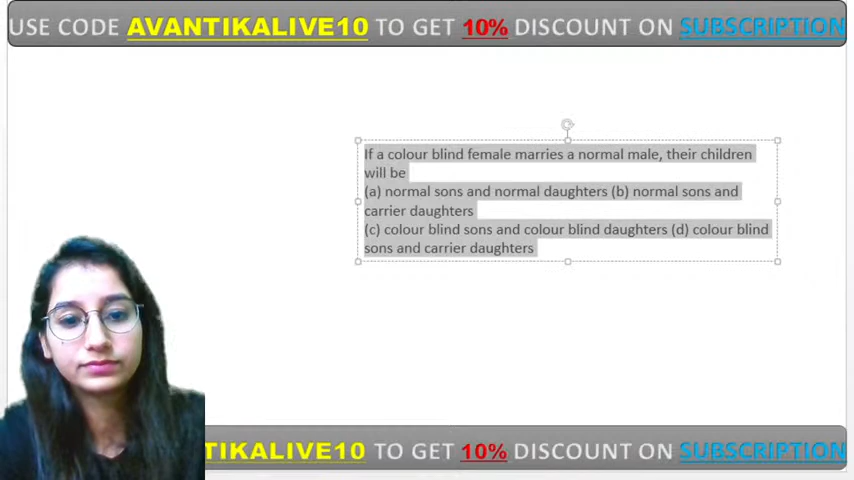 USE CODE AVANTIKALIVE10 TO GET 10% DISCOUNT ON SUBSCRIPTION
If a colour blind female marries a normal male, their children
will be
(a) normal sons and normal daughters (b) normal sons and
carrier daughters
(c) colour blind sons and colour blind daughters (d) colour blind
sons and carrier daughters
TIKALIVE10 TO GET 10% DISCOUNT ON SUBSCRIPTION